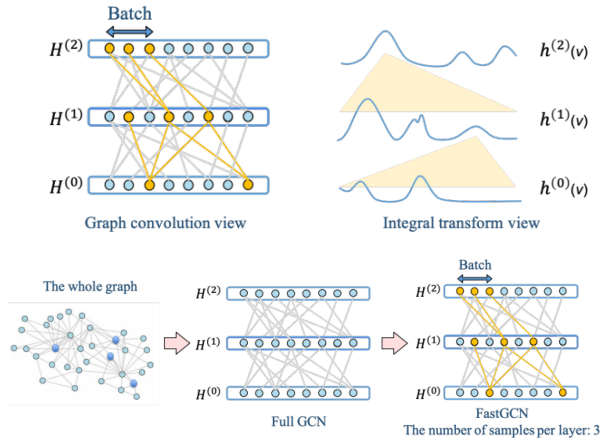 Batch
H(2)
H(1)
H(0)
Graph convolution view
h(2)(v)
h(1)(v)
h(0)(v)
Integral transform view
The whole graph
H(2)
H(1)
H(0)
Full GCN
Batch
H(2)
H(1)
H(0)
FastGCN
The number of samples per layer: 3